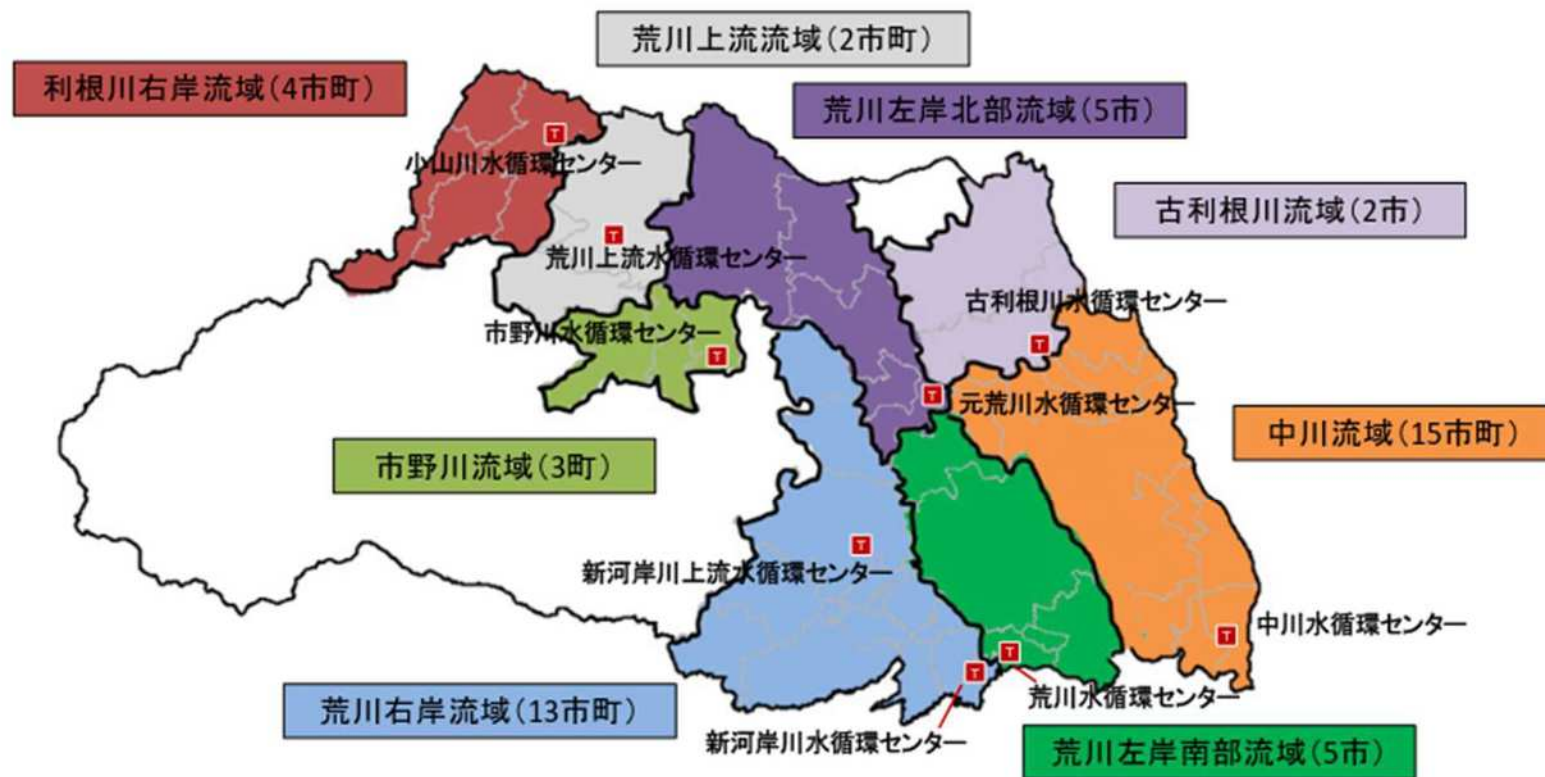 荒川上流流域(2市町)
利根川右岸流域(4市町)
荒川左岸北部流域(5市)
小山川水循環センター
古利根川流域(2市)
荒川上流水循環センター
古利根川水循環センター
市野川水循環センター
元荒川水循環センター
中川流域(15市町)
市野川流域(3町)
新河岸川上流水循環センター
中川水循環センター
荒川水循環センター
荒川右岸流域(13市町)
新河岸川水循環センター
荒川左岸南部流域(5市)
T
T
T
T
T
T
T
T
T